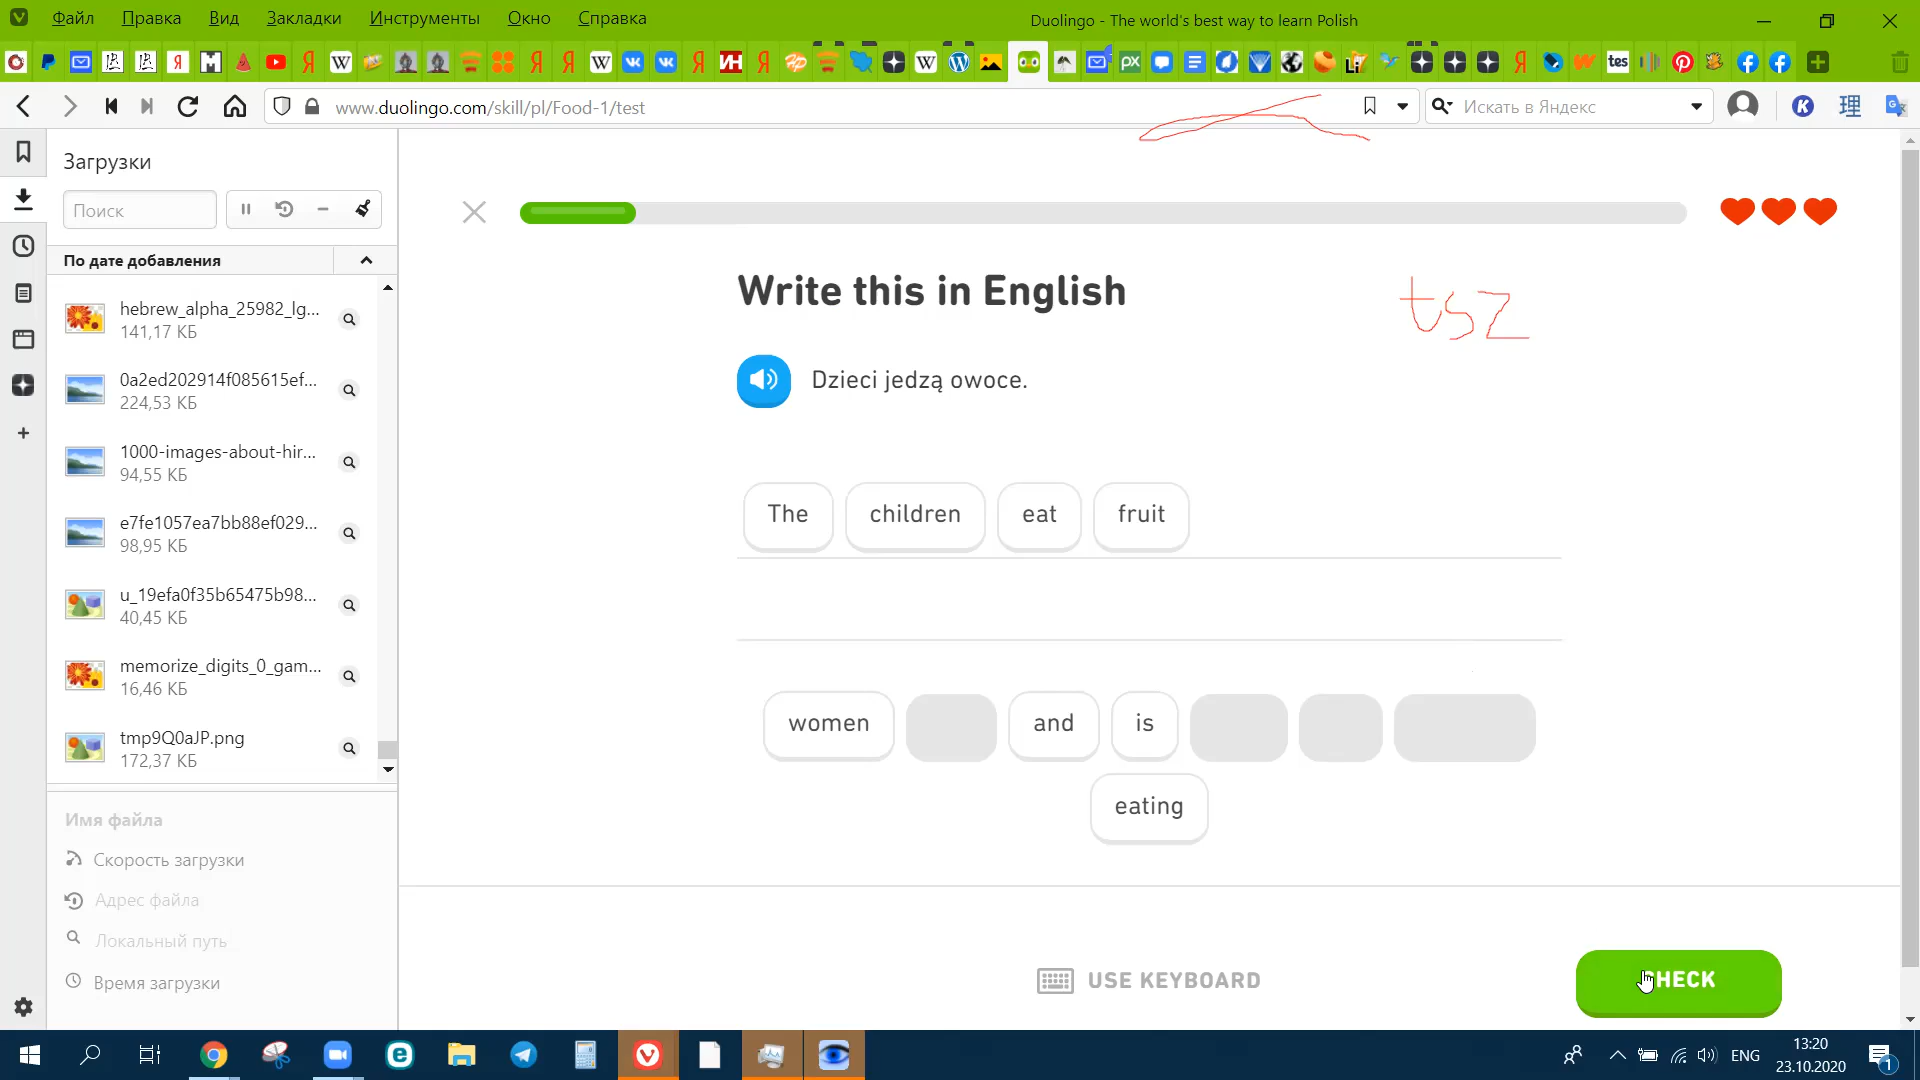 Файл Правка Вид Закладки Инструменты Окно Справка
Duolingo - The world's best way to learn Polish
www.duolingo.com/skill/pl/Food-1/test
Искать в Яндекс
Загрузки
Поиск
По дате добавления
hebrew_alpha_25982_lg...
141,17 КБ
0a2ed202914f085615ef...
224,53 КБ
1000-images-about-hir...
94,55 КБ
e7fe1057ea7bb88ef029...
98,95 КБ
u_19efa0f35b65475b98...
40,45 КБ
memorize_digits_0_gam...
16,46 КБ
tmp9Q0aJP.png
172,37 КБ
Имя файла
Скорость загрузки
Адрес файла
Локальный путь
Время загрузки
Write this in English
tsz
Dzieci jedzą owoce.
The children eat fruit
women and is
eating
USE KEYBOARD
CHECK
ENG
13:20
23.10.2020
1